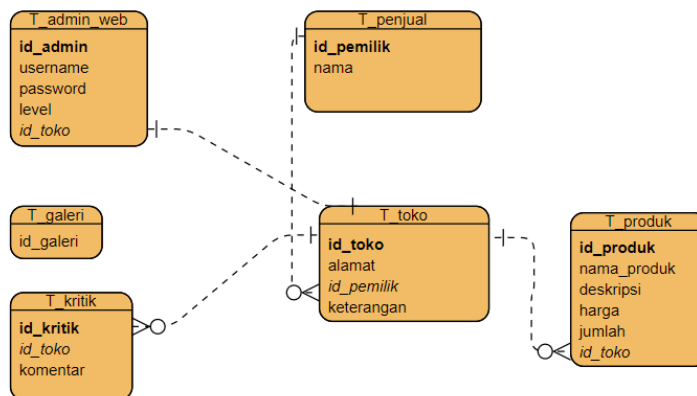 T_admin_web
id_admin
username
password
level
id_toko
T_penjual
id_pemilik
nama
T_galeri
id_galeri
T_toko
id_toko
alamat
id_pemilik
keterangan
T_produk
id_produk
nama_produk
deskripsi
harga
jumlah
id_toko
T_kritik
id_kritik
id_toko
komentar